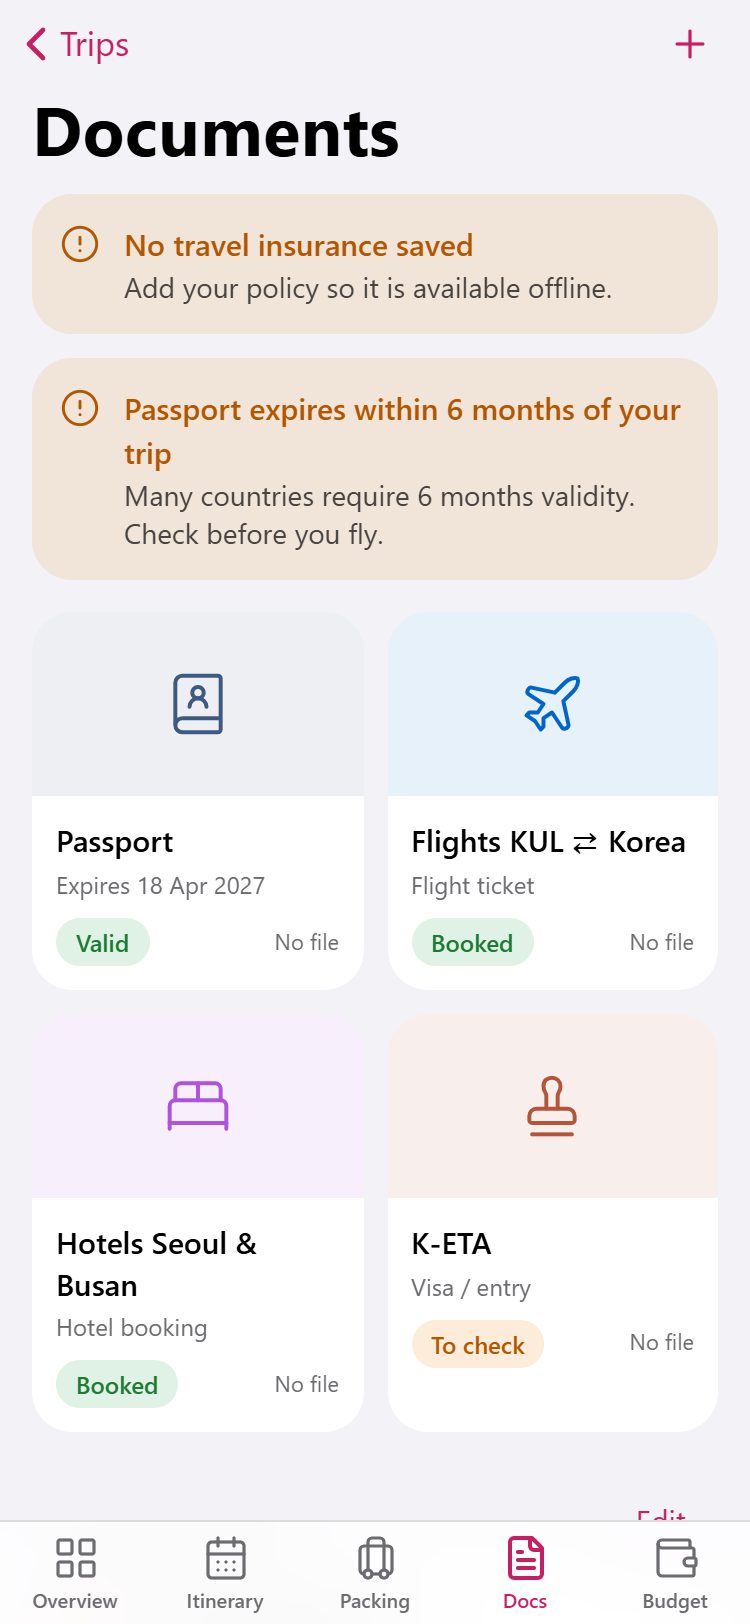 Trips
Documents
No travel insurance saved
Add your policy so it is available offline.
Passport expires within 6 months of your
trip
Many countries require 6 months validity.
Check before you fly.
Passport
Expires 18 Apr 2027
Valid
No file
Flights KUL ⇄ Korea
Flight ticket
Booked
No file
Hotels Seoul &
Busan
Hotel booking
Booked
No file
K-ETA
Visa / entry
To check
No file
Edit
Overview
Itinerary
Packing
Docs
Budget